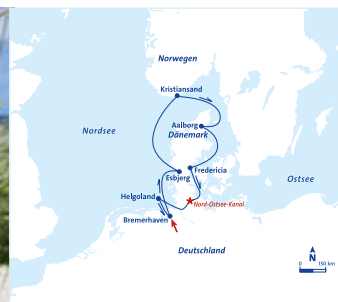 Norwegen
Kristiansand
Aalborg
Dänemark
Nordsee
Fredericia
Esbjerg
Ostsee
Helgoland
Nord-Ostsee-Kanal
Bremerhaven
Deutschland
N
0 150 km